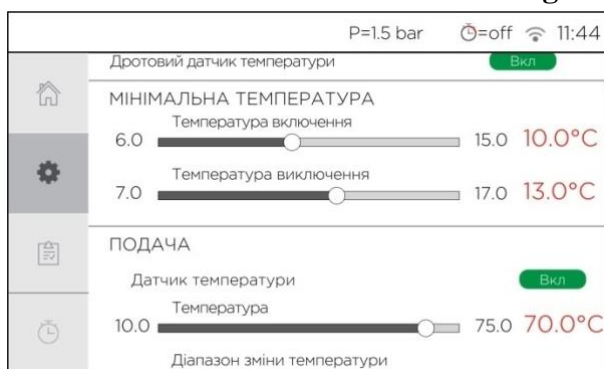 P=1.5 bar =off 11:44
Дротовий датчик температури Вкл
МІНІМАЛЬНА ТЕМПЕРАТУРА
Температура включення
6.0 15.0 10.0°C
Температура виключення
7.0 17.0 13.0°C
ПОДАЧА
Датчик температури Вкл
Температура
10.0 75.0 70.0°C
Діапазон зміни температури